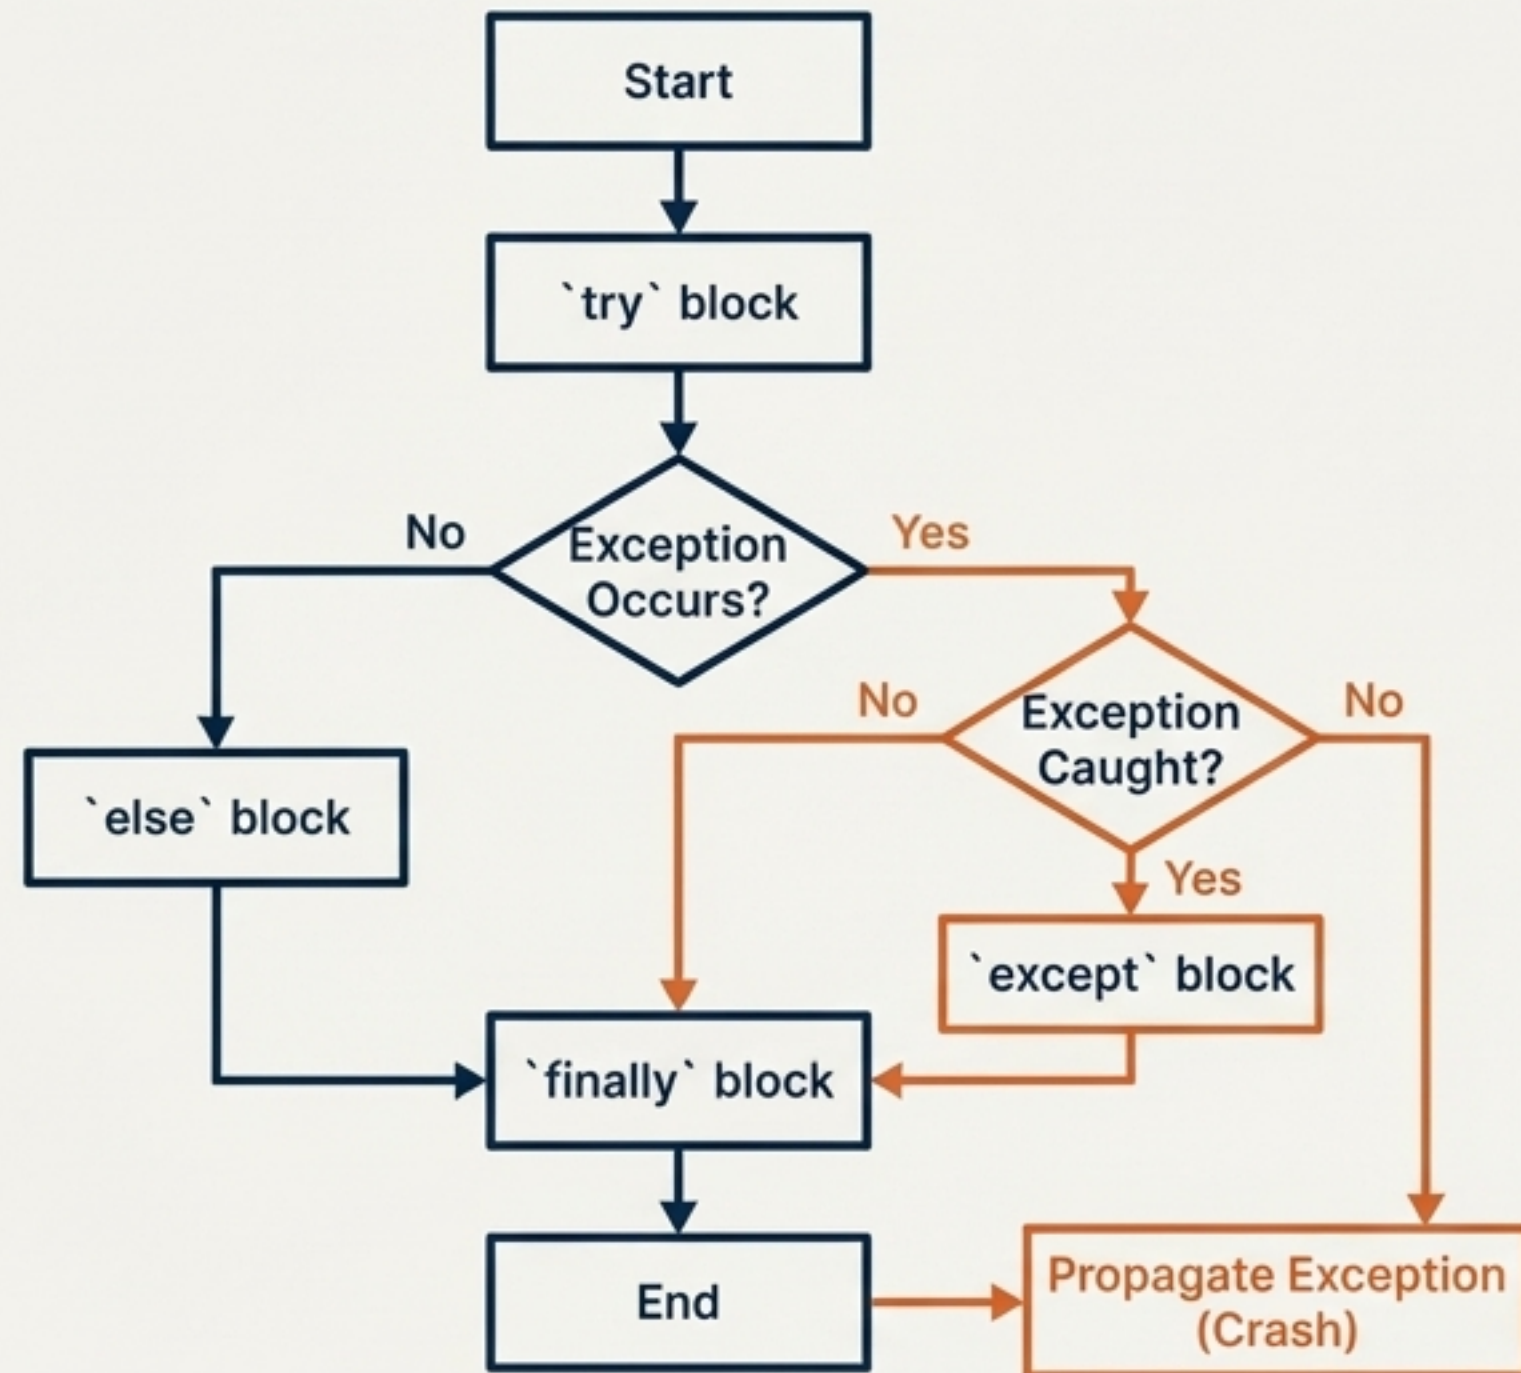 Start
`try` block
No
Exception
Occurs?
Yes
No
Exception
Caught?
No
`else` block
Yes
`except` block
`finally` block
End
Propagate Exception
(Crash)